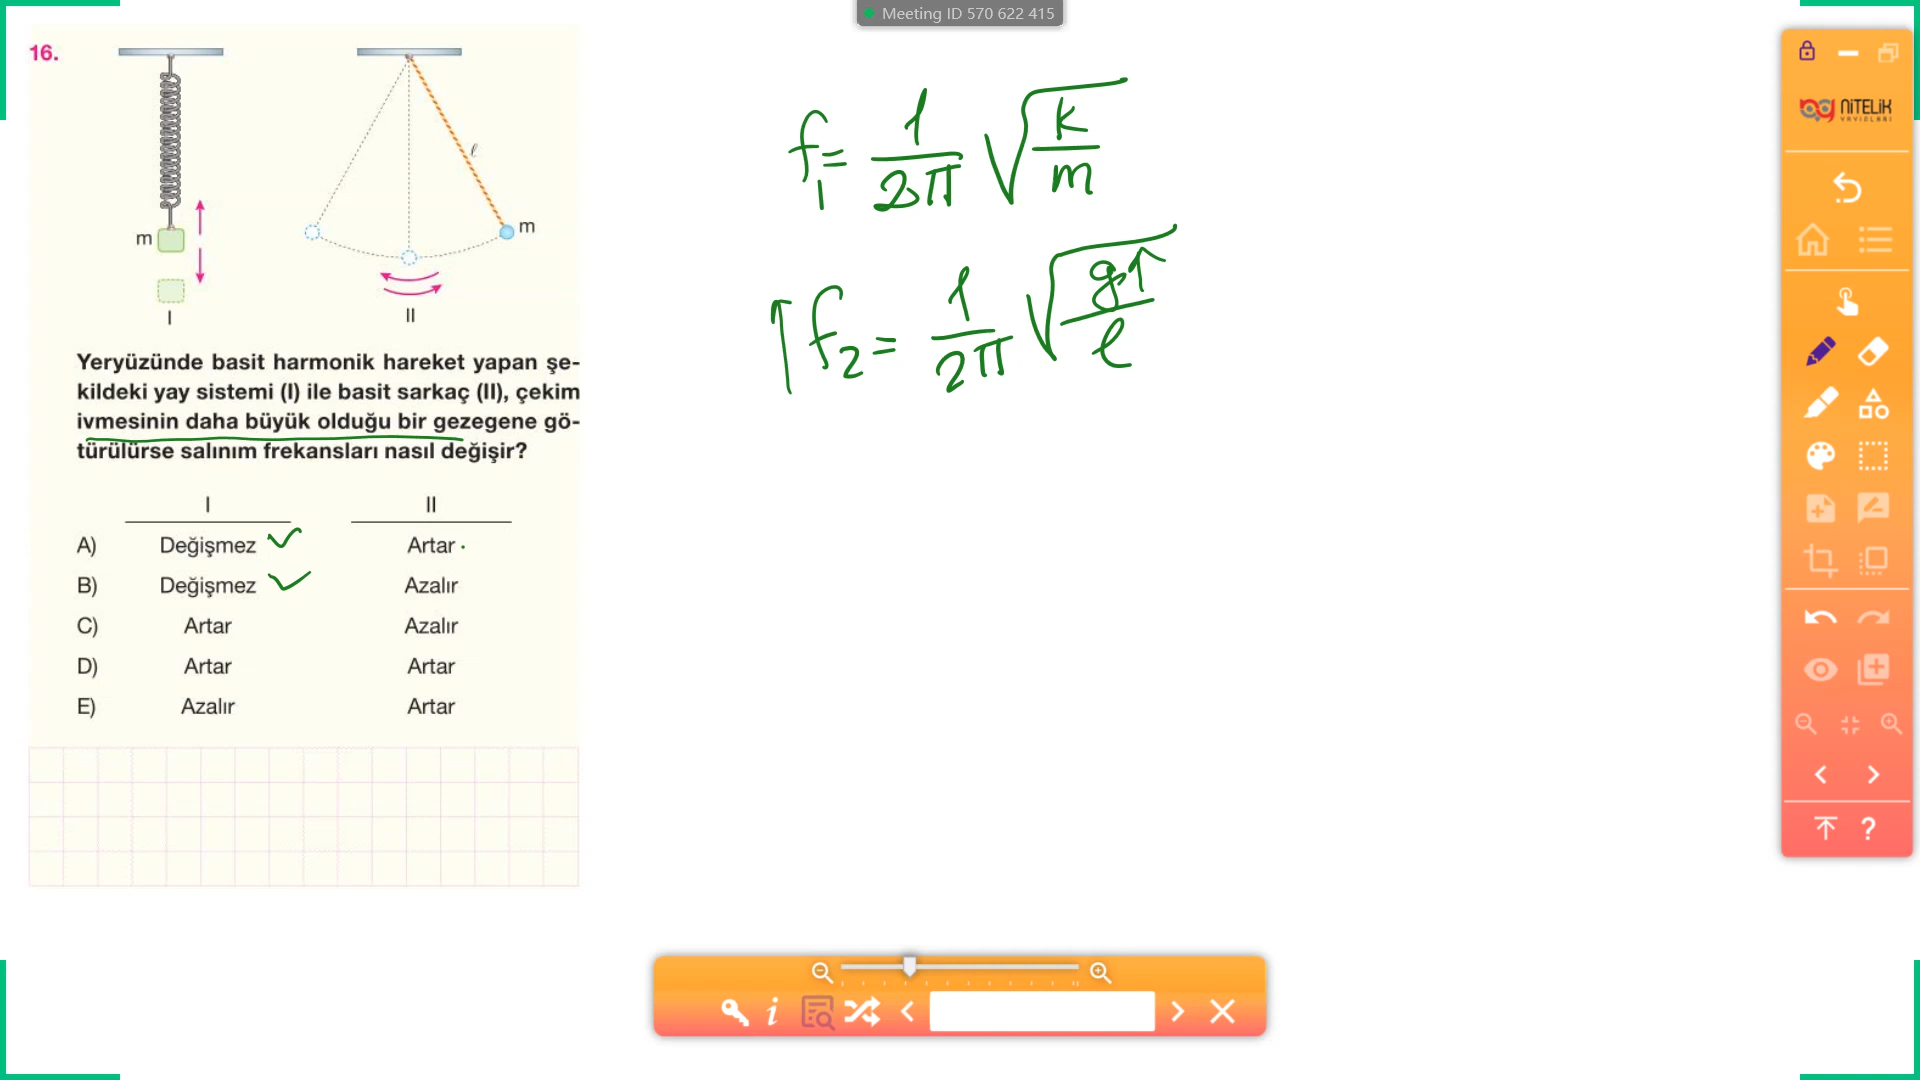 Meeting ID 570 622 415
16.
ℓ
m
m
I
II
Yeryüzünde basit harmonik hareket yapan şe-
kildeki yay sistemi (I) ile basit sarkaç (II), çekim
ivmesinin daha büyük olduğu bir gezegene gö-
türülürse salınım frekansları nasıl değişir?
I II
A) Değişmez ✓ Artar
B) Değişmez ✓ Azalır
C) Artar Azalır
D) Artar Artar
E) Azalır Artar
f₁ = 1/2π √(k/m)
↑ f₂ = 1/2π √(g↑/ℓ)
NİTELİK
YAYINLARI
?
i